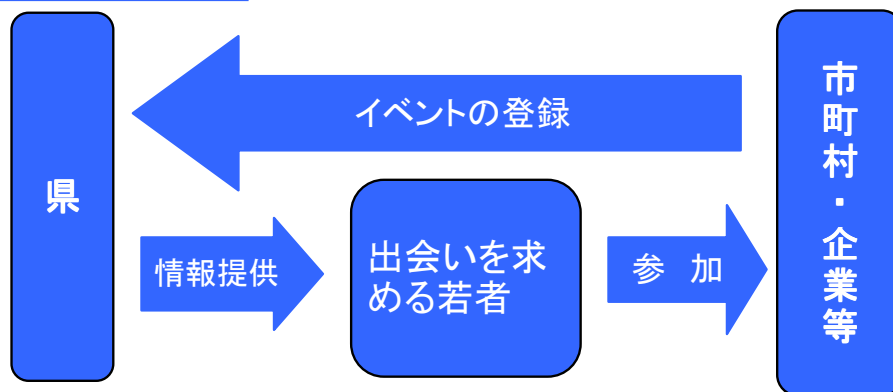 イベントの登録
県
情報提供
出会いを求
める若者
参 加
市町村・企業等